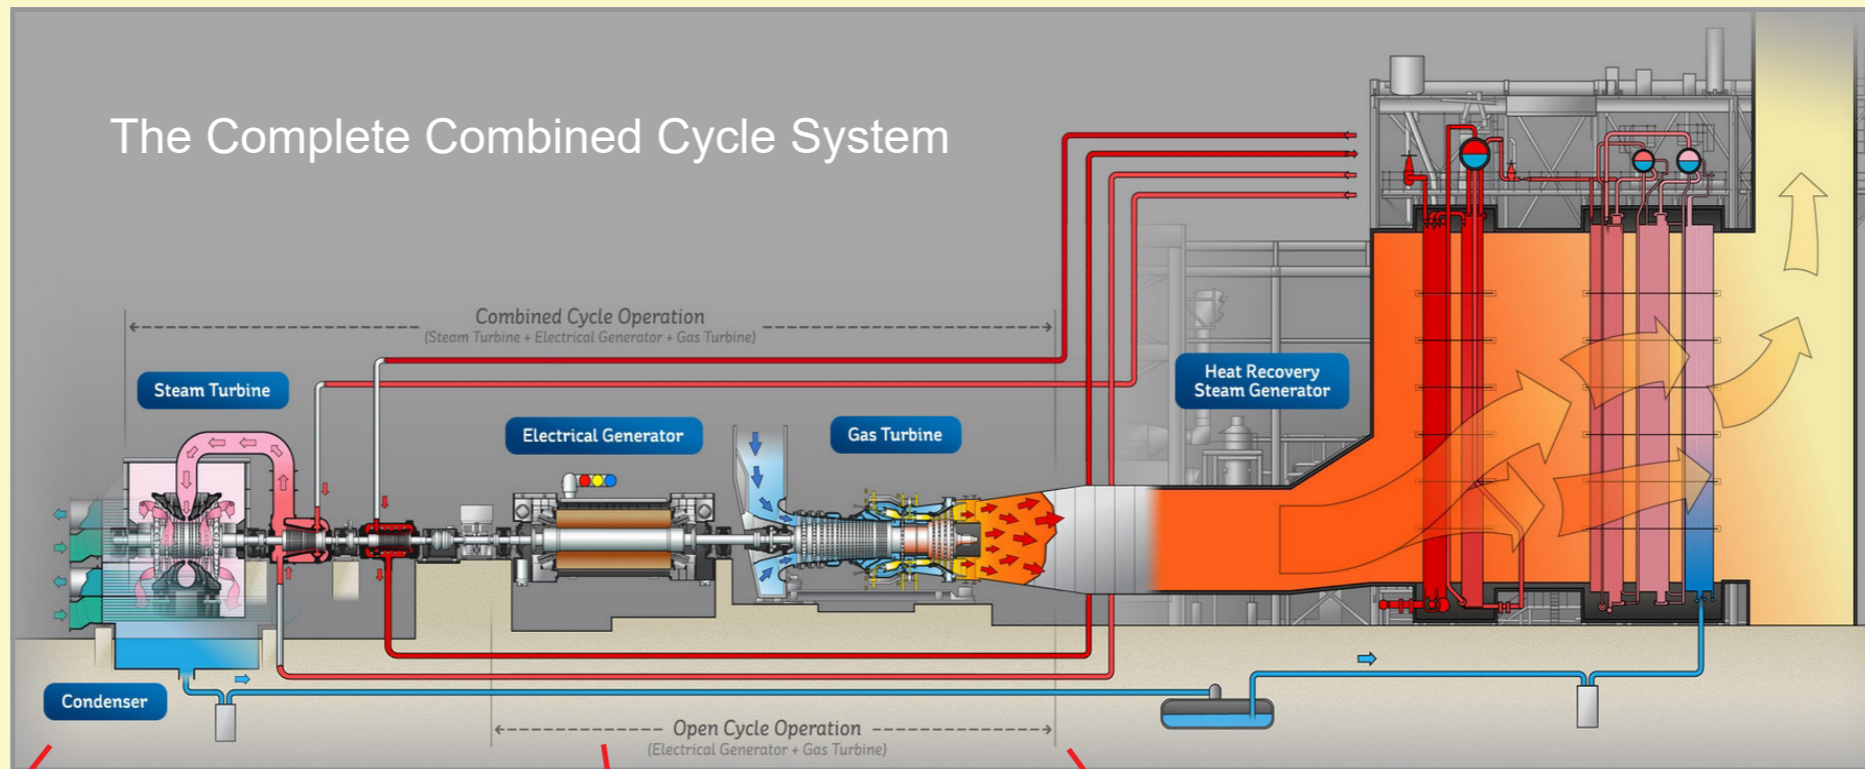 The Complete Combined Cycle System
Combined Cycle Operation
(Steam Turbine + Electrical Generator + Gas Turbine)
Steam Turbine
Electrical Generator
Gas Turbine
Heat Recovery
Steam Generator
Condenser
Open Cycle Operation
(Electrical Generator + Gas Turbine)